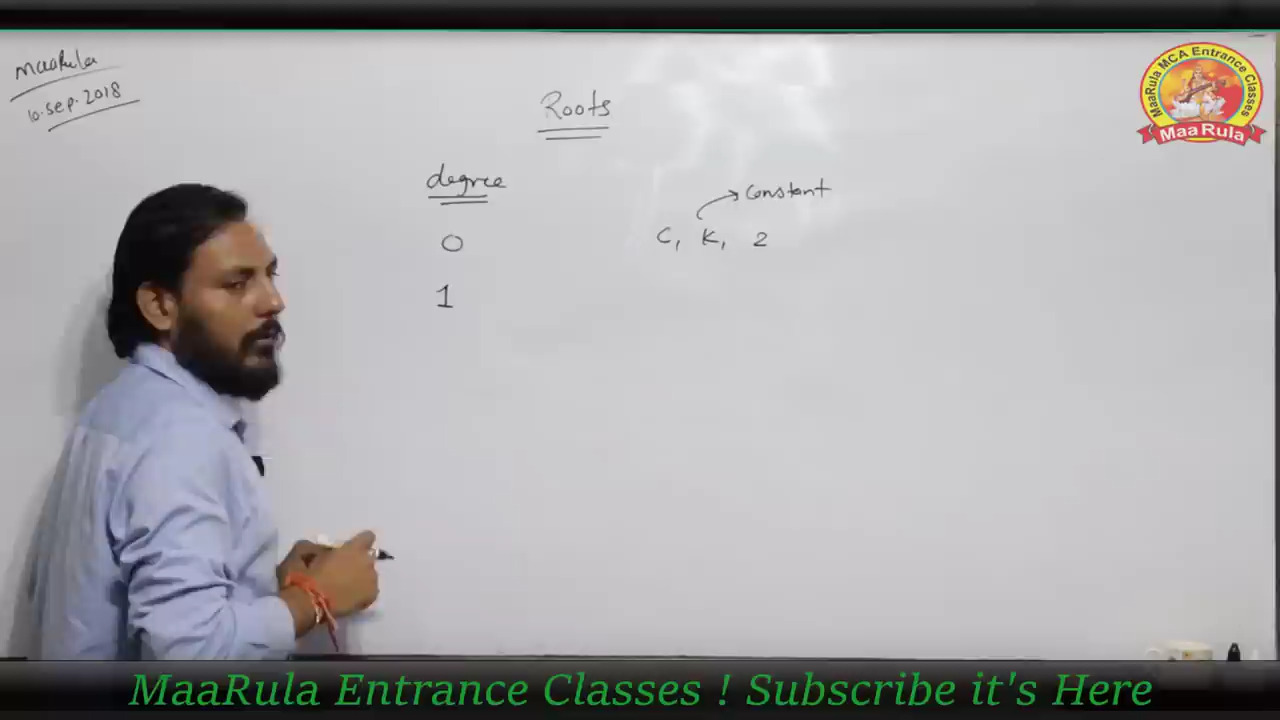 MaaRula
10.Sep.2018
MaaRula MCA Entrance Classes
MaaRula
Roots
degree
→ Constant
0 C, K, 2
1
MaaRula Entrance Classes ! Subscribe it's Here